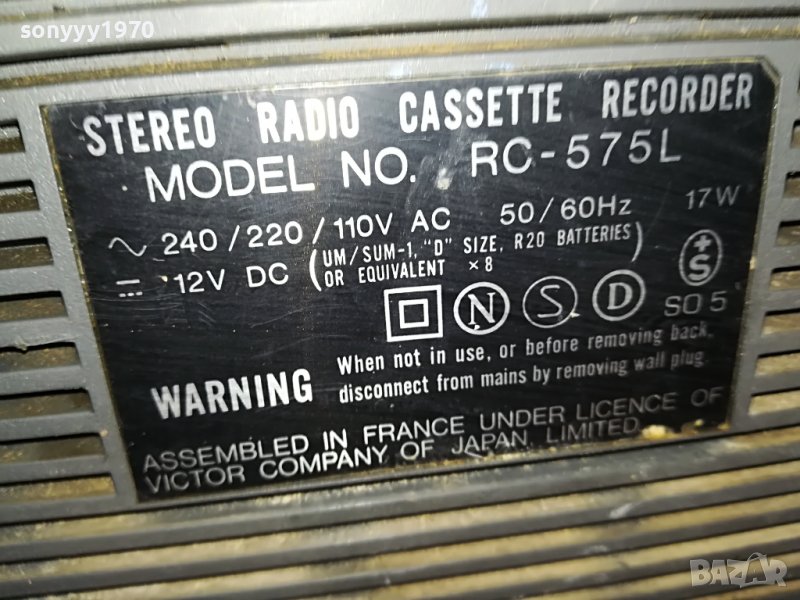 sonyyy1970
STEREO RADIO CASSETTE RECORDER
MODEL NO. RC-575L
240/220/110V AC 50/60Hz 17W
12V DC (UM/SUM-1, "D" SIZE, R20 BATTERIES)
OR EQUIVALENT ×8
N S D +S SO 5
WARNING
When not in use, or before removing back,
disconnect from mains by removing wall plug.
ASSEMBLED IN FRANCE UNDER LICENCE OF
VICTOR COMPANY OF JAPAN, LIMITED
BAZAR